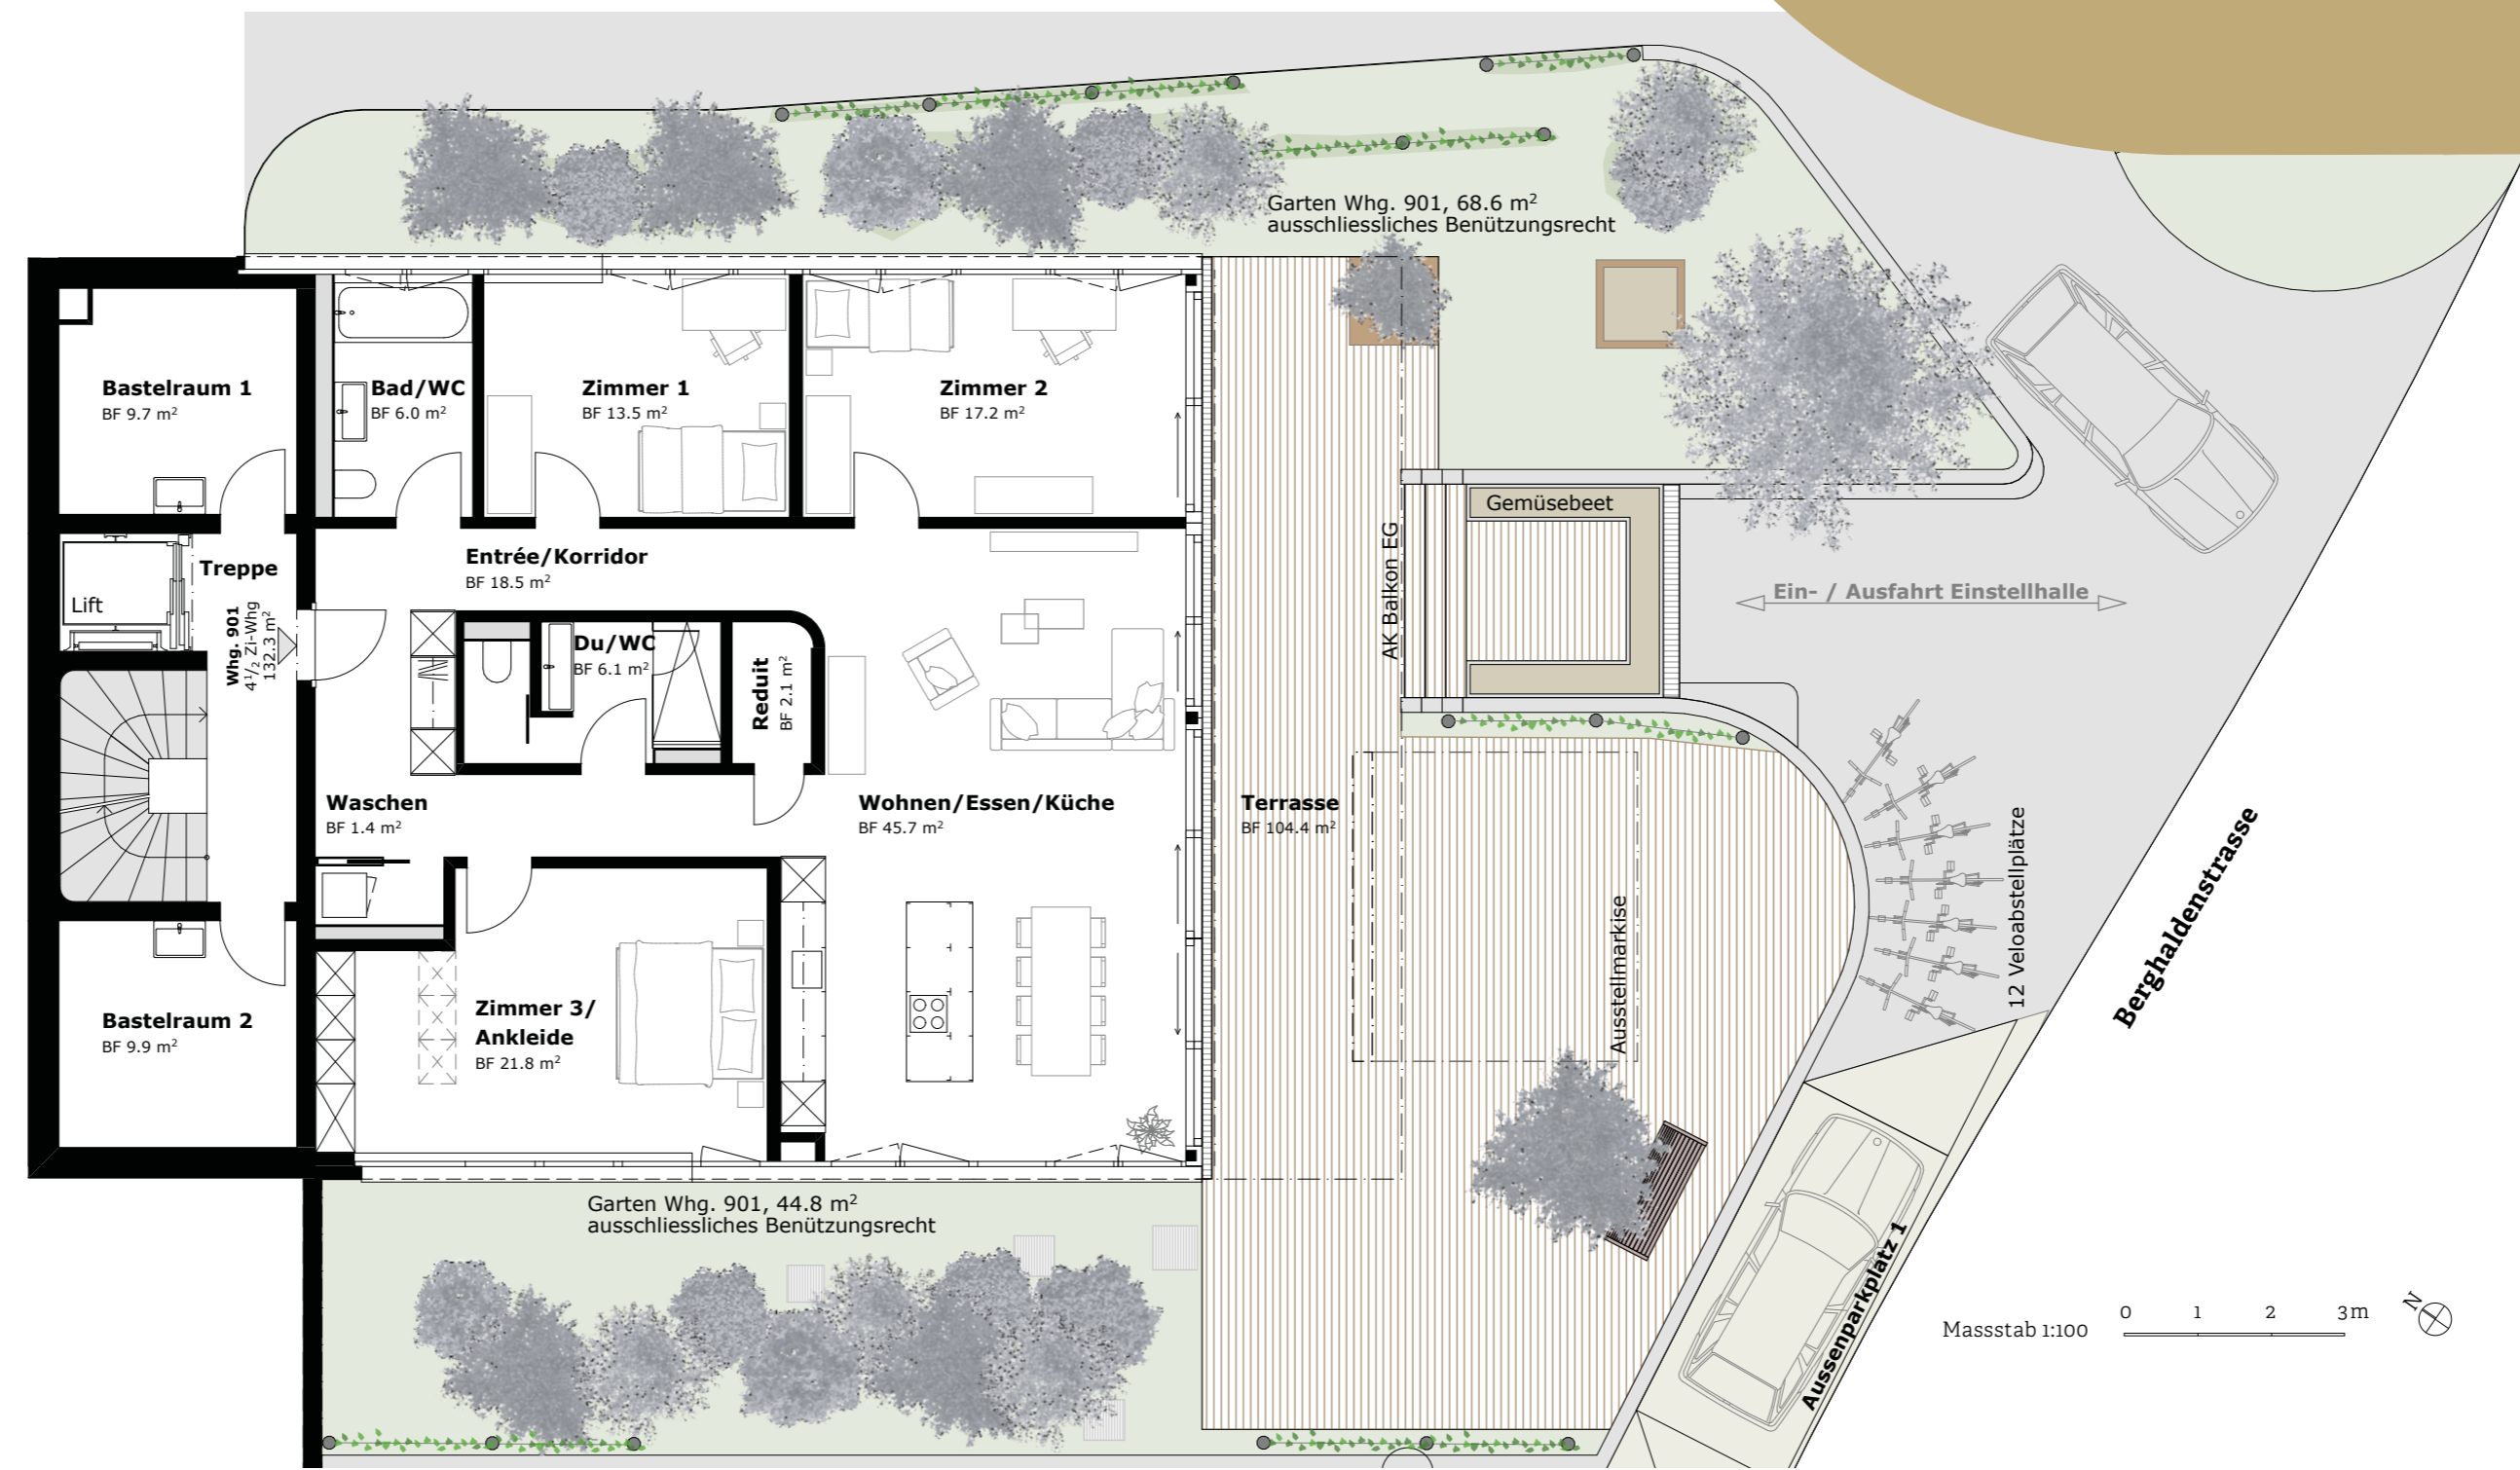 Garten Whg. 901, 68.6 m²
ausschliessliches Benützungsrecht
Bastelraum 1
BF 9.7 m²
Bad/WC
BF 6.0 m²
Zimmer 1
BF 13.5 m²
Zimmer 2
BF 17.2 m²
Gemüsebeet
Entrée/Korridor
BF 18.5 m²
Treppe
Lift
Whg. 901
4 1/2 Zi-Whg
132.3 m²
Du/WC
BF 6.1 m²
Reduit
BF 2.1 m²
AK Balkon EG
Ein- / Ausfahrt Einstellhalle
Waschen
BF 1.4 m²
Wohnen/Essen/Küche
BF 45.7 m²
Terrasse
BF 104.4 m²
Ausstellmarkise
12 Veloabstellplätze
Berghaldenstrasse
Bastelraum 2
BF 9.9 m²
Zimmer 3/
Ankleide
BF 21.8 m²
Garten Whg. 901, 44.8 m²
ausschliessliches Benützungsrecht
Aussenparkplatz 1
Massstab 1:100
0 1 2 3m
N